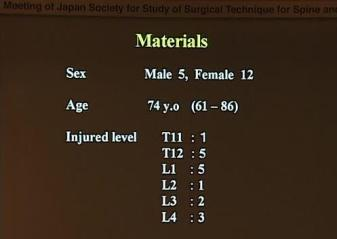 Meeting of Japan Society for Study of Surgical Technique for Spine and
Materials
Sex Male 5, Female 12
Age 74 y.o (61 – 86)
Injured level T11 : 1
T12 : 5
L1 : 5
L2 : 1
L3 : 2
L4 : 3